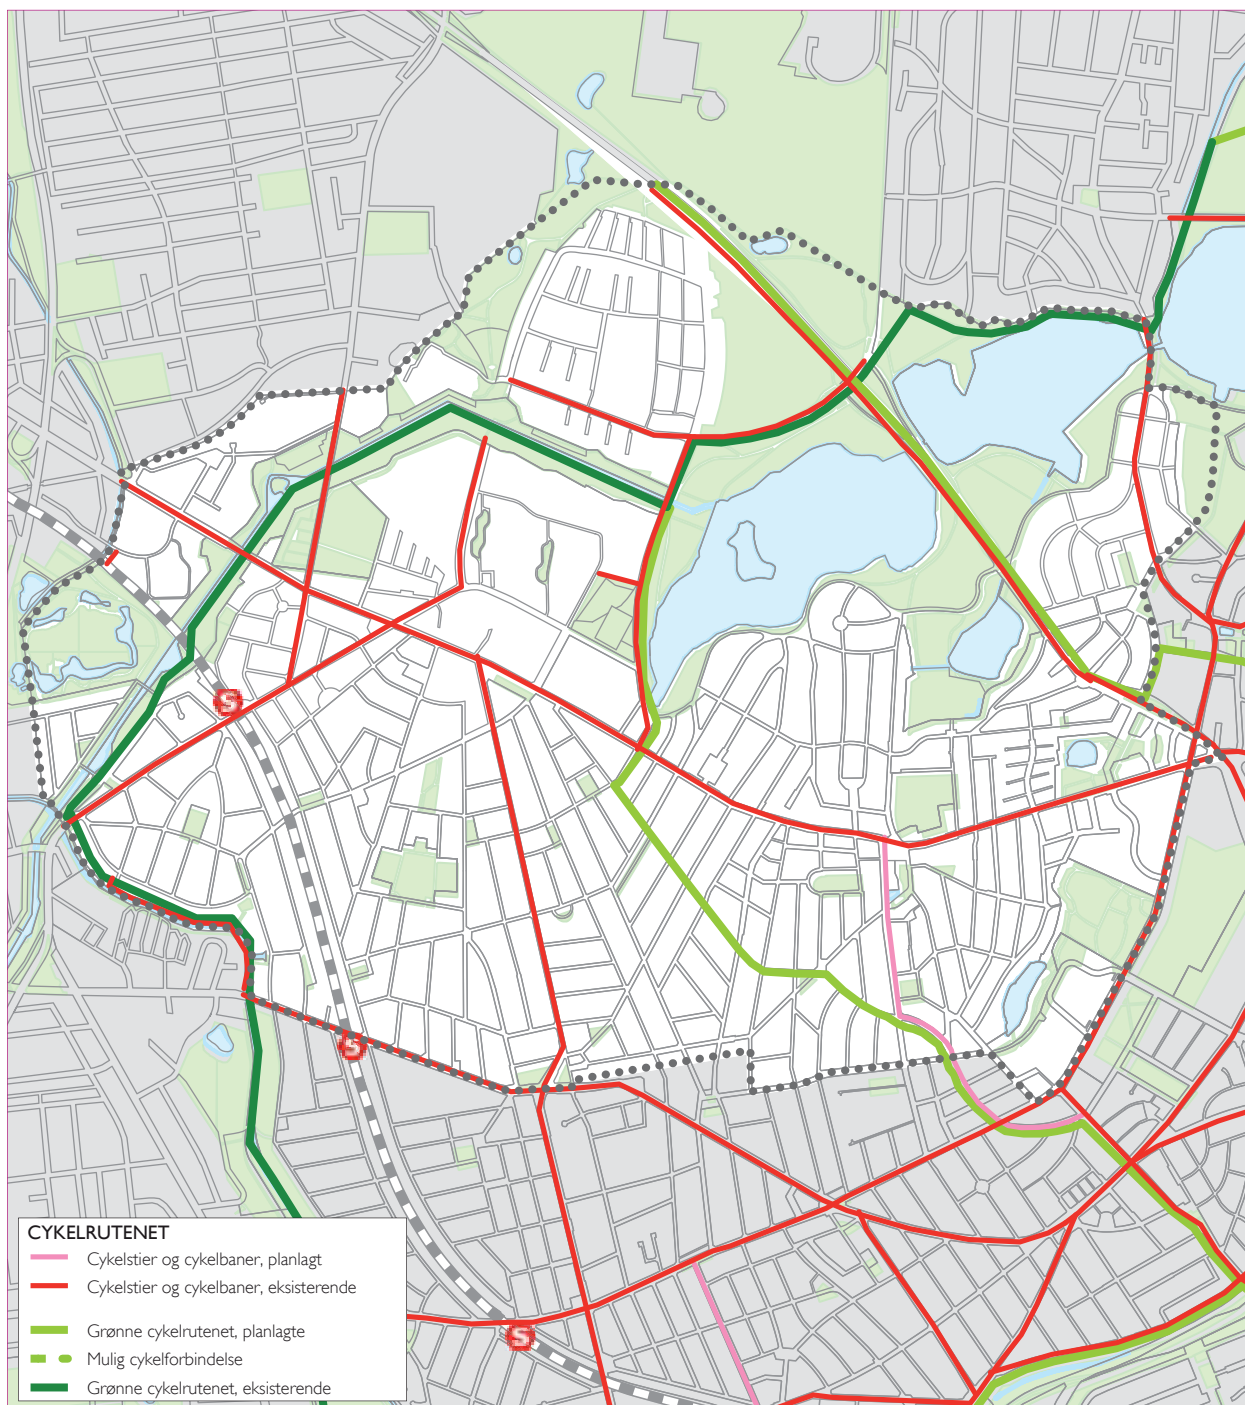 S
S
S
CYKELRUTENET
Cykelstier og cykelbaner, planlagt
Cykelstier og cykelbaner, eksisterende
Grønne cykelrutenet, planlagte
Mulig cykelforbindelse
Grønne cykelrutenet, eksisterende